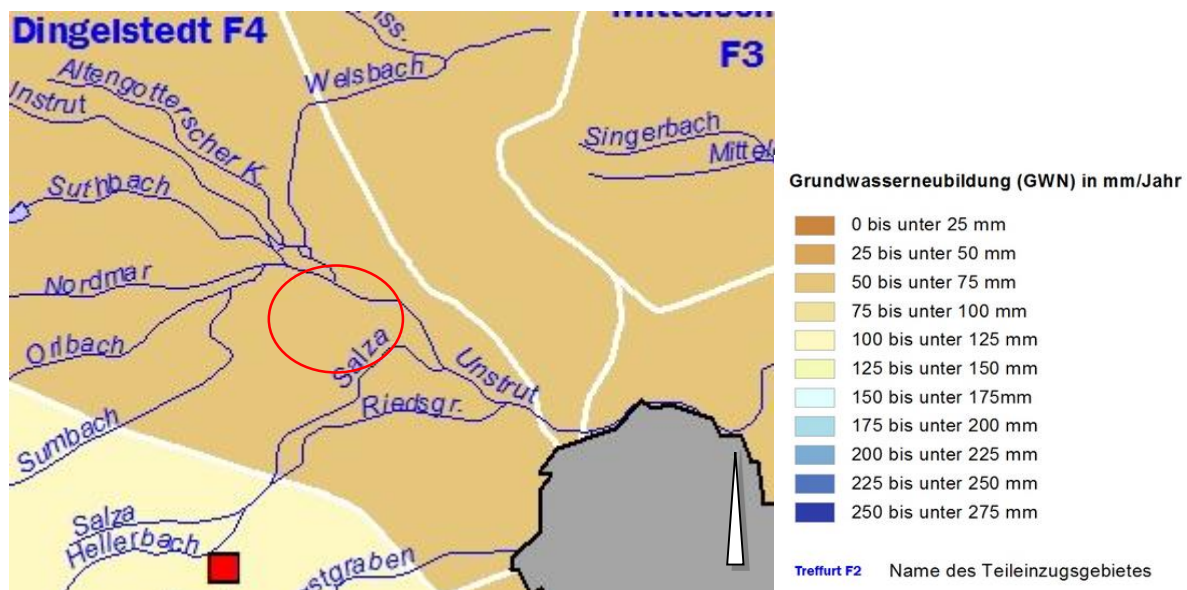 Dingelstedt F4
F3
Welsbach
Altengotterscher K.
Instrut
Singerbach
Mittel
Suthbach
Nordmar
Orlbach
Salza
Unstrut
Riedsgr.
Sumbach
Salza
Hellerbach
stgraben
Grundwasserneubildung (GWN) in mm/Jahr
0 bis unter 25 mm
25 bis unter 50 mm
50 bis unter 75 mm
75 bis unter 100 mm
100 bis unter 125 mm
125 bis unter 150 mm
150 bis unter 175mm
175 bis unter 200 mm
200 bis unter 225 mm
225 bis unter 250 mm
250 bis unter 275 mm
Treffurt F2 Name des Teileinzugsgebietes